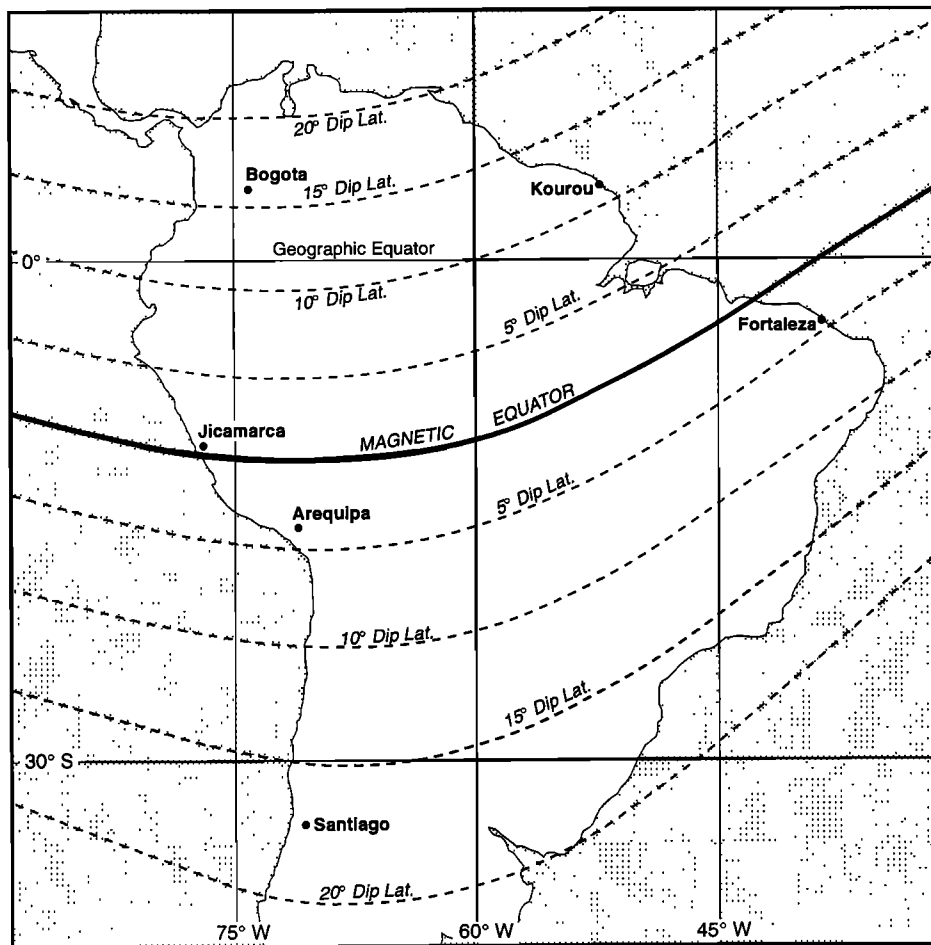 20° Dip Lat.
Bogota
15° Dip Lat.
Kourou
Geographic Equator
0°
10° Dip Lat.
5° Dip Lat.
Fortaleza
MAGNETIC EQUATOR
Jicamarca
5° Dip Lat.
Arequipa
10° Dip Lat.
15° Dip Lat.
30° S
Santiago
20° Dip Lat.
75° W
60° W
45° W